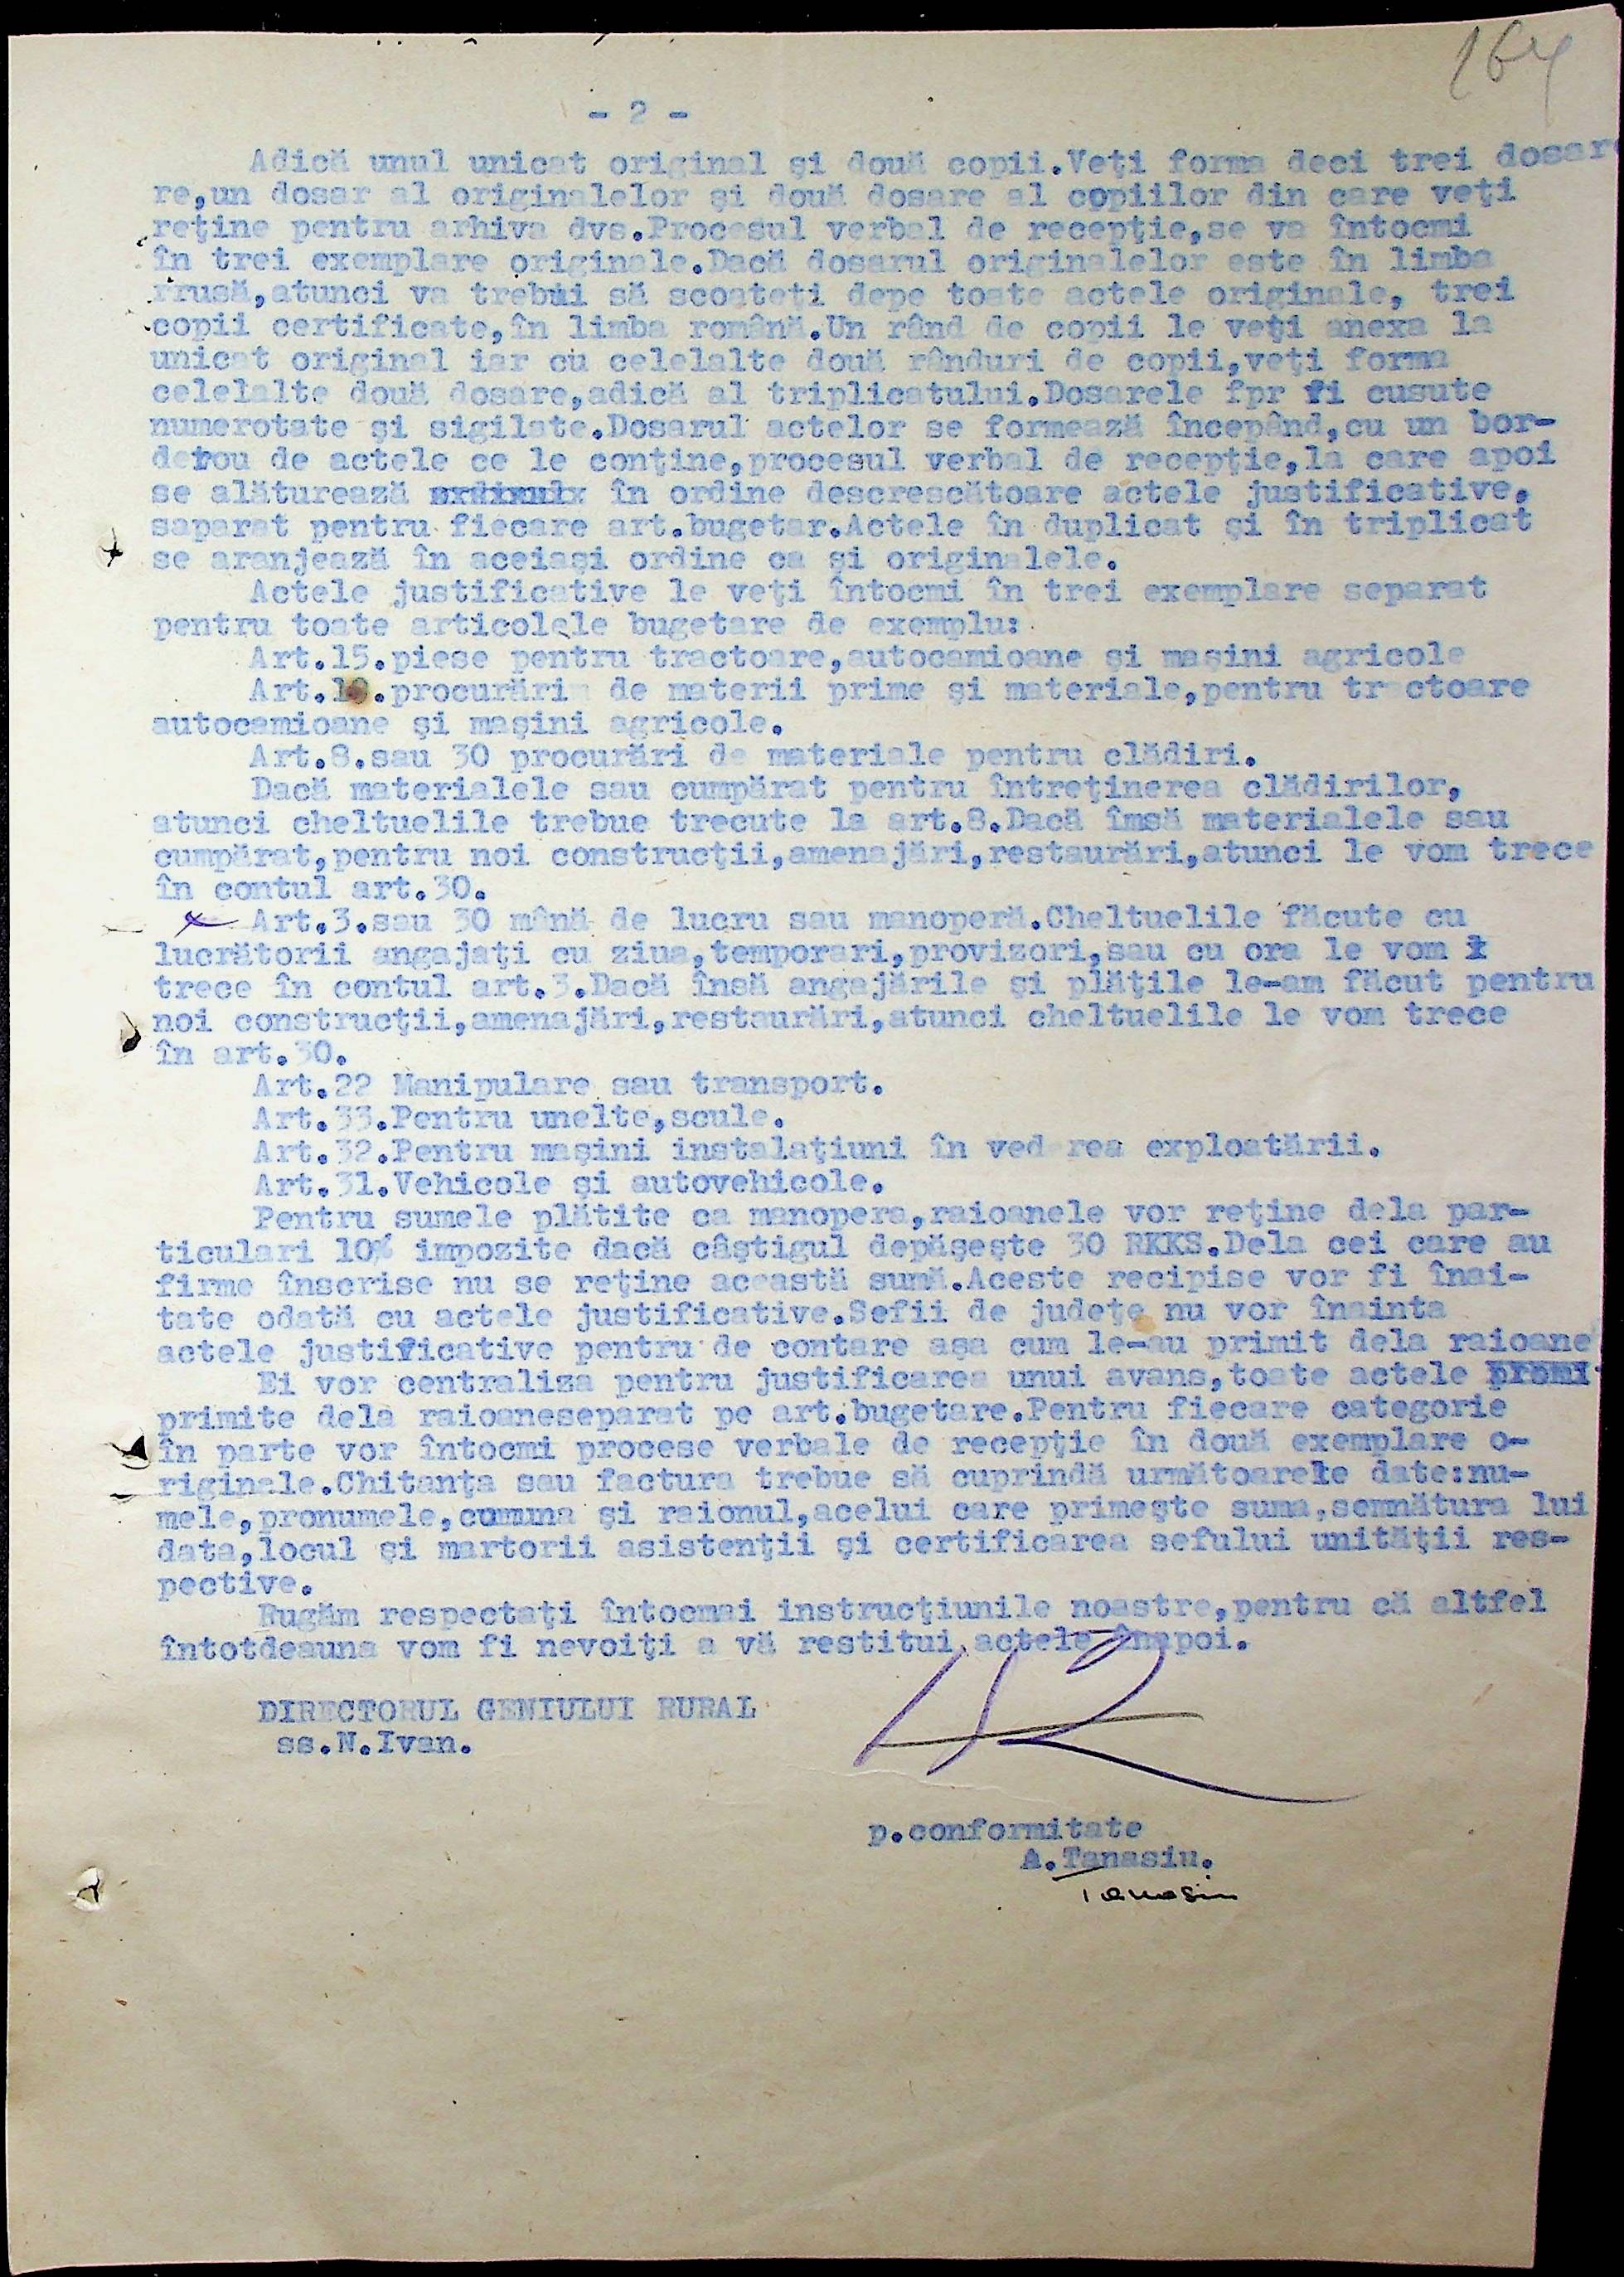 164
- 2 -
Adică unul unicat original și două copii.Veți forma deci trei dosare
re,un dosar al originalelor și două dosare al copiilor din care veți
reține pentru arhiva dvs.Procesul verbal de recepție,se va întocmi
în trei exemplare originale.Dacă dosarul originalelor este în limba
rrusă,atunci va trebui să scoateți depe toate actele originale, trei
copii certificate,în limba română.Un rând de copii le veți anexa la
unicat original iar cu celelalte două rânduri de copii,veți forma
celelalte două dosare,adică al triplicatului.Dosarele fpr fi cusute
numerotate și sigilate.Dosarul actelor se formează începând,cu un bor-
derou de actele ce le conține,procesul verbal de recepție,la care apoi
se alăturează în ordine descrescătoare actele justificative,
saparat pentru fiecare art.bugetar.Actele în duplicat și în triplicat
se aranjează în aceiași ordine ca și originalele.
Actele justificative le veți întocmi în trei exemplare separat
pentru toate articolele bugetare de exemplu:
Art.15.piese pentru tractoare,autocamioane și mașini agricole
procurări de materii prime și materiale,pentru tractoare
autocamioane și mașini agricole.
Art.8.sau 30 procurări de materiale pentru clădiri.
Dacă materialele sau cumpărat pentru întreținerea clădirilor,
atunci cheltuelile trebue trecute la art.8.Dacă îmsă materialele sau
cumpărat,pentru noi construcții,amenajări,restaurări,atunci le vom trece
în contul art.30.
Art.3.sau 30 mână de lucru sau manoperă.Cheltuelile făcute cu
lucrătorii angajați cu ziua,temporari,provizori,sau cu ora le vom
trece în contul art.3.Dacă însă angajările și plățile le-am făcut pentru
noi construcții,amenajări,restaurări,atunci cheltuelile le vom trece
în art.30.
Art.22 Manipulare sau transport.
Art.33.Pentru unelte,scule.
Art.32.Pentru mașini instalațiuni în vederea exploatării.
Art.31.Vehicole și autovehicole.
Pentru sumele plătite ca manopera,raioanele vor reține dela par-
ticulari 10% impozite dacă câștigul depășește 30 RKKS.Dela cei care au
firme înscrise nu se reține această sumă.Aceste recipise vor fi înai-
tate odată cu actele justificative.Sefii de județe nu vor înainta
actele justificative pentru de contare așa cum le-au primit dela raioane
Ei vor centraliza pentru justificarea unui avans,toate actele
primite dela raioaneseparat pe art.bugetare.Pentru fiecare categorie
în parte vor întocmi procese verbale de recepție în două exemplare o-
riginale.Chitanța sau factura trebue să cuprindă următoarele date:nu-
mele,pronumele,comuna și raionul,acelui care primește suma,semnătura lui
data,locul și martorii asistenții și certificarea sefului unității res-
pective.
Rugăm respectați întocmai instrucțiunile noastre,pentru că altfel
întotdeauna vom fi nevoiți a vă restitui actele înapoi.
DIRECTORUL GENIULUI RURAL
ss.N.Ivan.
p.conformitate
A.Tanasiu.
Tanasiu